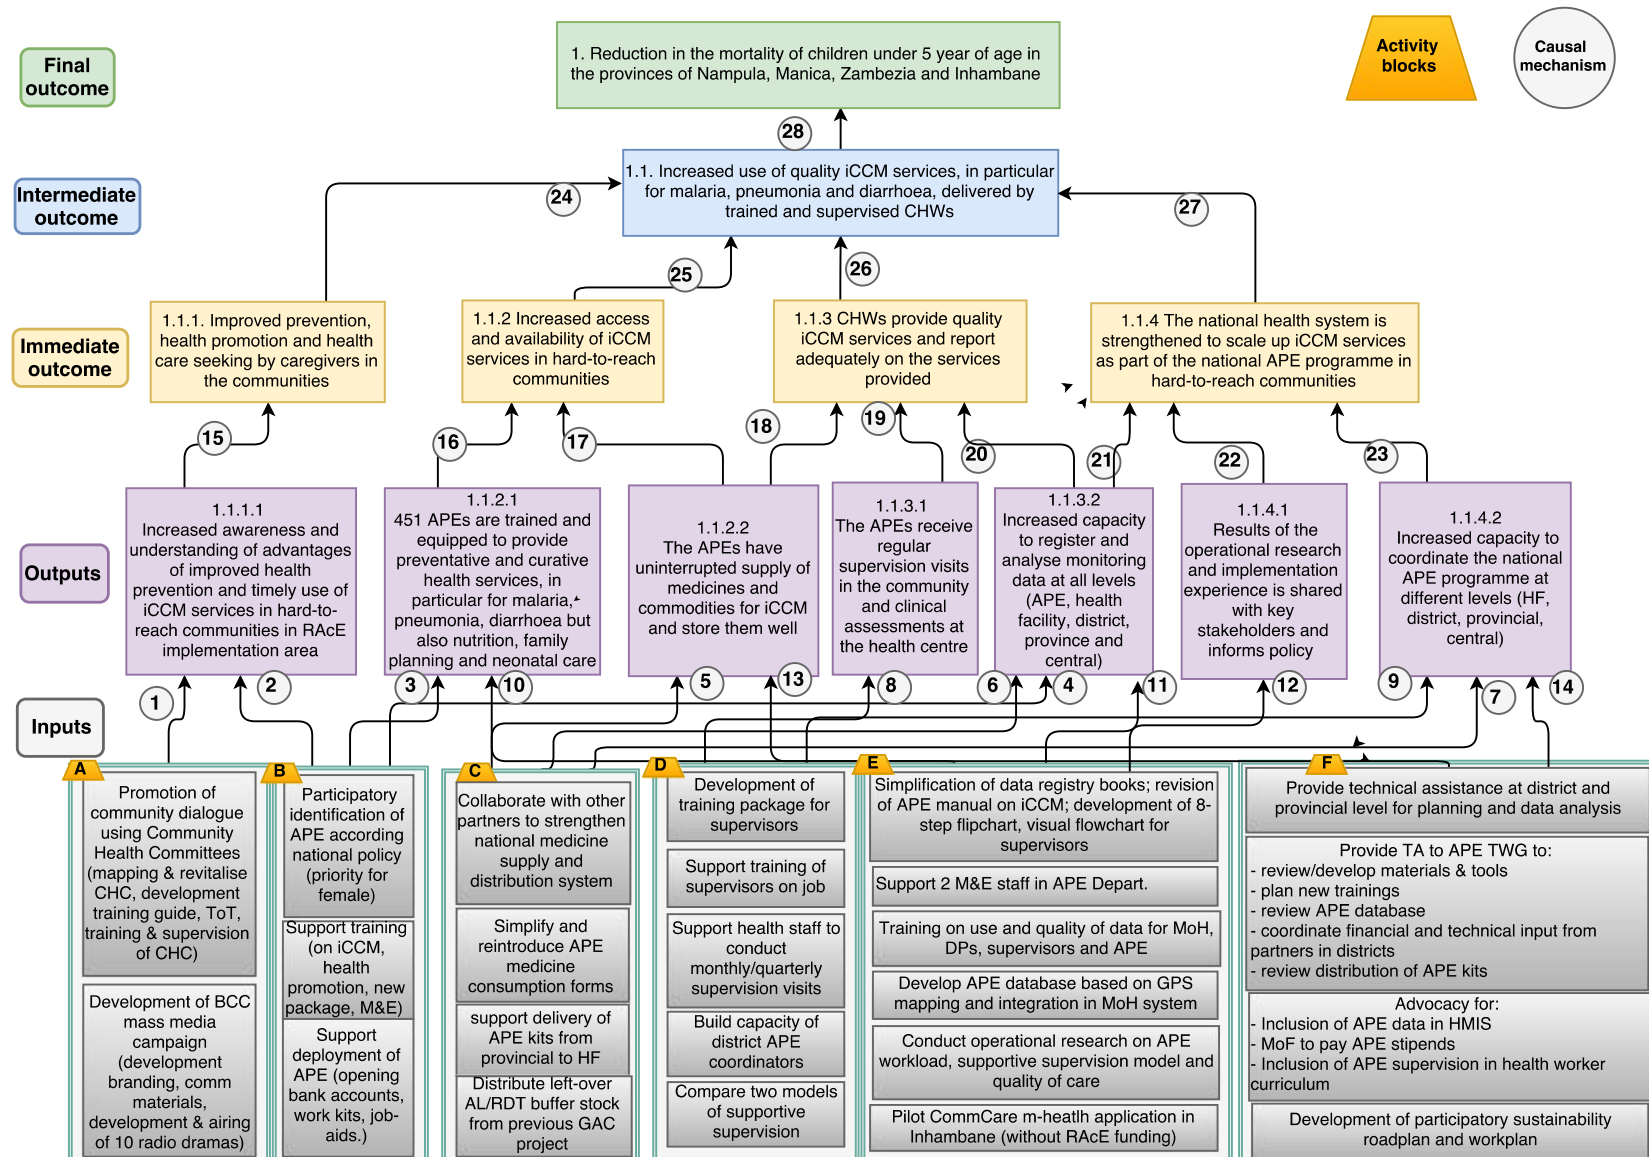 1. Reduction in the mortality of children under 5 year of age in
the provinces of Nampula, Manica, Zambezia and Inhambane
Activity
blocks
Causal
mechanism
Final
outcome
28
Intermediate
outcome
1.1. Increased use of quality iCCM services, in particular
for malaria, pneumonia and diarrhoea, delivered by
trained and supervised CHWs
24
25
26
27
Immediate
outcome
1.1.1. Improved prevention,
health promotion and health
care seeking by caregivers in
the communities
1.1.2 Increased access
and availability of iCCM
services in hard-to-reach
communities
1.1.3 CHWs provide quality
iCCM services and report
adequately on the services
provided
1.1.4 The national health system is
strengthened to scale up iCCM services
as part of the national APE programme in
hard-to-reach communities
15
16
17
18
19
20
21
22
23
Outputs
1.1.1.1
Increased awareness and
understanding of advantages
of improved health
prevention and timely use of
iCCM services in hard-to-
reach communities in RAcE
implementation area
1.1.2.1
451 APEs are trained and
equipped to provide
preventative and curative
health services, in
particular for malaria,
pneumonia, diarrhoea but
also nutrition, family
planning and neonatal care
1.1.2.2
The APEs have
uninterrupted supply of
medicines and
commodities for iCCM
and store them well
1.1.3.1
The APEs receive
regular
supervision visits
in the community
and clinical
assessments at
the health centre
1.1.3.2
Increased capacity
to register and
analyse monitoring
data at all levels
(APE, health
facility, district,
province and
central)
1.1.4.1
Results of the
operational research
and implementation
experience is shared
with key
stakeholders and
informs policy
1.1.4.2
Increased capacity to
coordinate the national
APE programme at
different levels (HF,
district, provincial,
central)
1
2
3
10
5
13
8
6
4
11
12
9
7
14
Inputs
A
Promotion of
community dialogue
using Community
Health Committees
(mapping & revitalise
CHC, development
training guide, ToT,
training & supervision
of CHC)
Development of BCC
mass media
campaign
(development
branding, comm
materials,
development & airing
of 10 radio dramas)
B
Participatory
identification of
APE according
national policy
(priority for
female)
Support training
(on iCCM,
health
promotion, new
package, M&E)
Support
deployment of
APE (opening
bank accounts,
work kits, job-
aids.)
C
Collaborate with other
partners to strengthen
national medicine
supply and
distribution system
Simplify and
reintroduce APE
medicine
consumption forms
support delivery of
APE kits from
provincial to HF
Distribute left-over
AL/RDT buffer stock
from previous GAC
project
D
Development of
training package for
supervisors
Support training of
supervisors on job
Support health staff to
conduct
monthly/quarterly
supervision visits
Build capacity of
district APE
coordinators
Compare two models
of supportive
supervision
E
Simplification of data registry books; revision
of APE manual on iCCM; development of 8-
step flipchart, visual flowchart for
supervisors
Support 2 M&E staff in APE Depart.
Training on use and quality of data for MoH,
DPs, supervisors and APE
Develop APE database based on GPS
mapping and integration in MoH system
Conduct operational research on APE
workload, supportive supervision model and
quality of care
Pilot CommCare m-heatlh application in
Inhambane (without RAcE funding)
F
Provide technical assistance at district and
provincial level for planning and data analysis
Provide TA to APE TWG to:
- review/develop materials & tools
- plan new trainings
- review APE database
- coordinate financial and technical input from
partners in districts
- review distribution of APE kits
Advocacy for:
- Inclusion of APE data in HMIS
- MoF to pay APE stipends
- Inclusion of APE supervision in health worker
curriculum
Development of participatory sustainability
roadplan and workplan